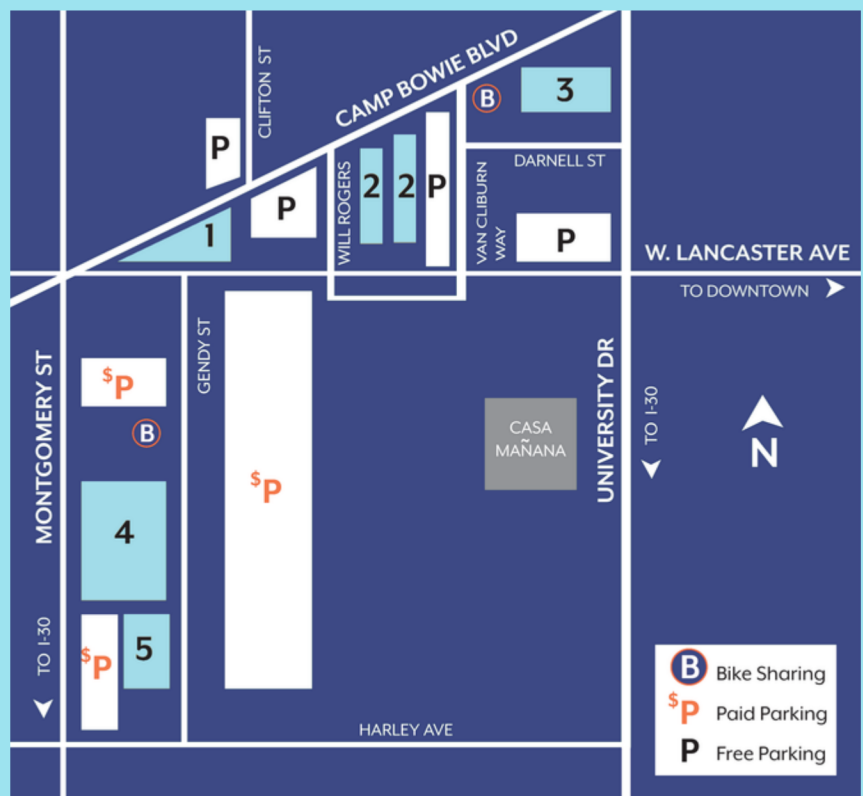 CLIFTON ST
CAMP BOWIE BLVD
B
3
P
P
1
WILL ROGERS
2
2
P
VAN CLIBURN
WAY
DARNELL ST
P
W. LANCASTER AVE
TO DOWNTOWN
MONTGOMERY ST
GENDY ST
$P
B
$P
CASA
MAÑANA
UNIVERSITY DR
TO I-30
N
4
TO I-30
$P
5
HARLEY AVE
B Bike Sharing
$P Paid Parking
P Free Parking